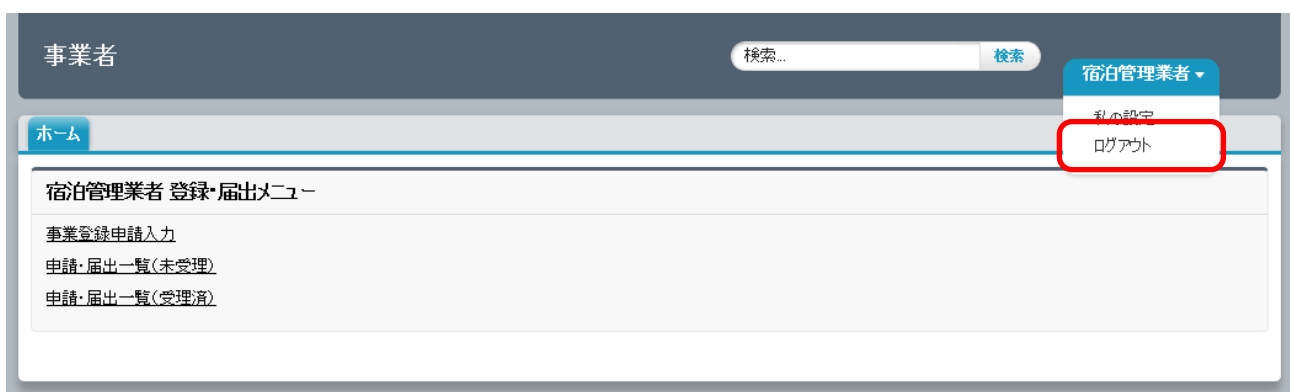 事業者
検索...
検索
宿泊管理業者▼
私の設定
ログアウト
ホーム
宿泊管理業者 登録・届出メニュー
事業登録申請入力
申請・届出一覧(未受理)
申請・届出一覧(受理済)